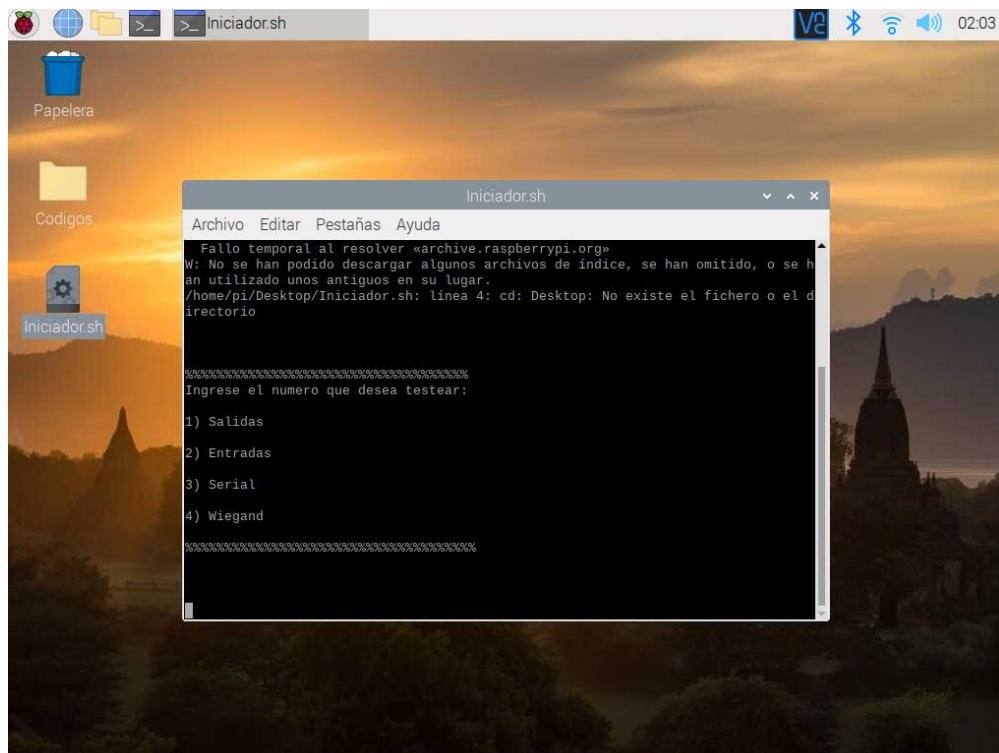 Iniciador.sh
02:03
Papelera
Codigos
Iniciador.sh
Iniciador.sh
Archivo Editar Pestañas Ayuda
Fallo temporal al resolver «archive.raspberrypi.org»
W: No se han podido descargar algunos archivos de índice, se han omitido, o se h
an utilizado unos antiguos en su lugar.
/home/pi/Desktop/Iniciador.sh: línea 4: cd: Desktop: No existe el fichero o el d
irectorio
%%%%%%%%%%%%%%%%%%%%%%%%%%%%%%%%%%%%
Ingrese el numero que desea testear:
1) Salidas
2) Entradas
3) Serial
4) Wiegand
%%%%%%%%%%%%%%%%%%%%%%%%%%%%%%%%%%%%%